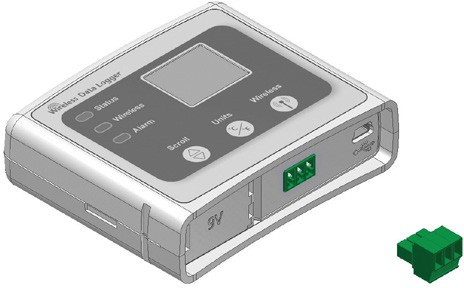 Wireless Data Logger
Status
Wireless
Alarm
Scroll
Units
Wireless
°C/F
9V